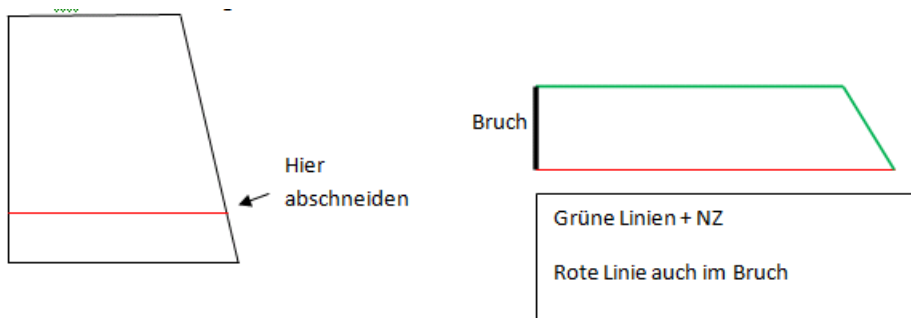 Hier
abschneiden
Bruch
Grüne Linien + NZ
Rote Linie auch im Bruch